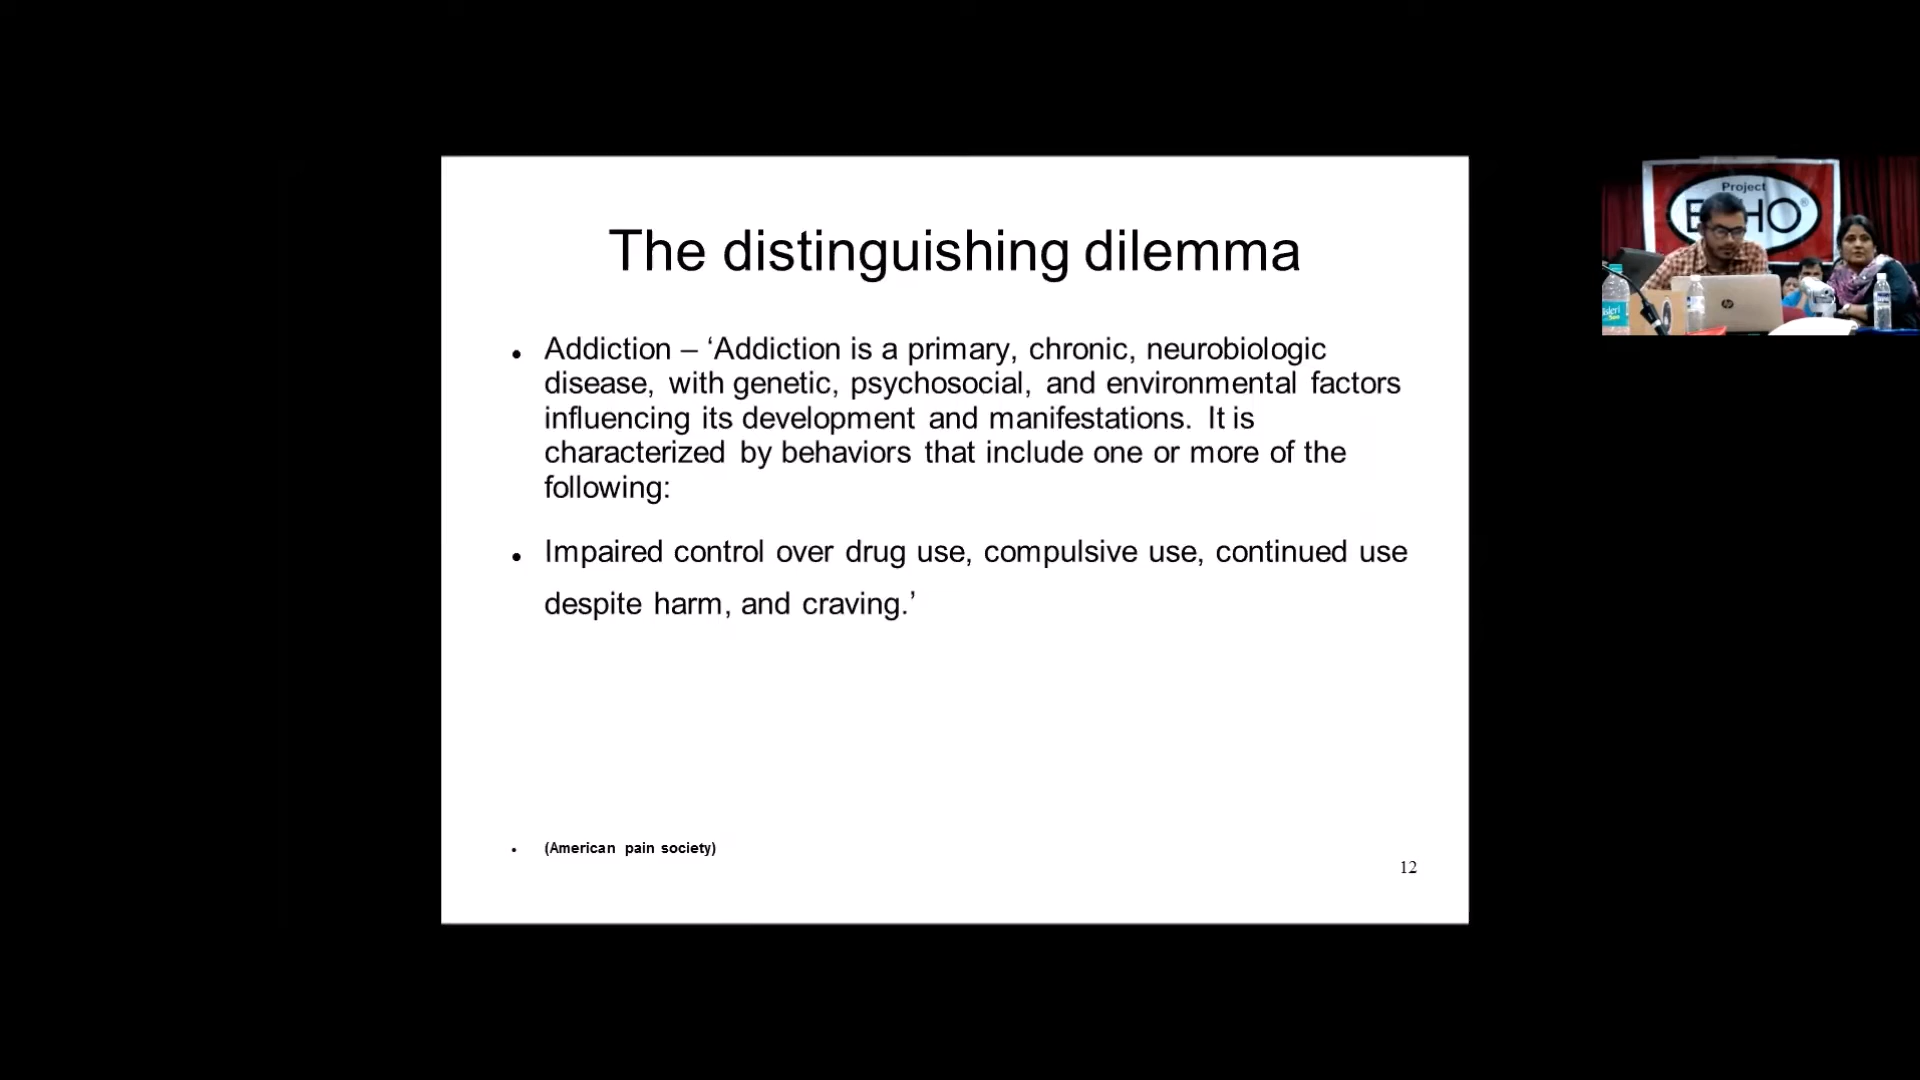 The distinguishing dilemma
• Addiction – ‘Addiction is a primary, chronic, neurobiologic
disease, with genetic, psychosocial, and environmental factors
influencing its development and manifestations. It is
characterized by behaviors that include one or more of the
following:
• Impaired control over drug use, compulsive use, continued use
despite harm, and craving.’
• (American pain society)
12
Project
HO®
hp